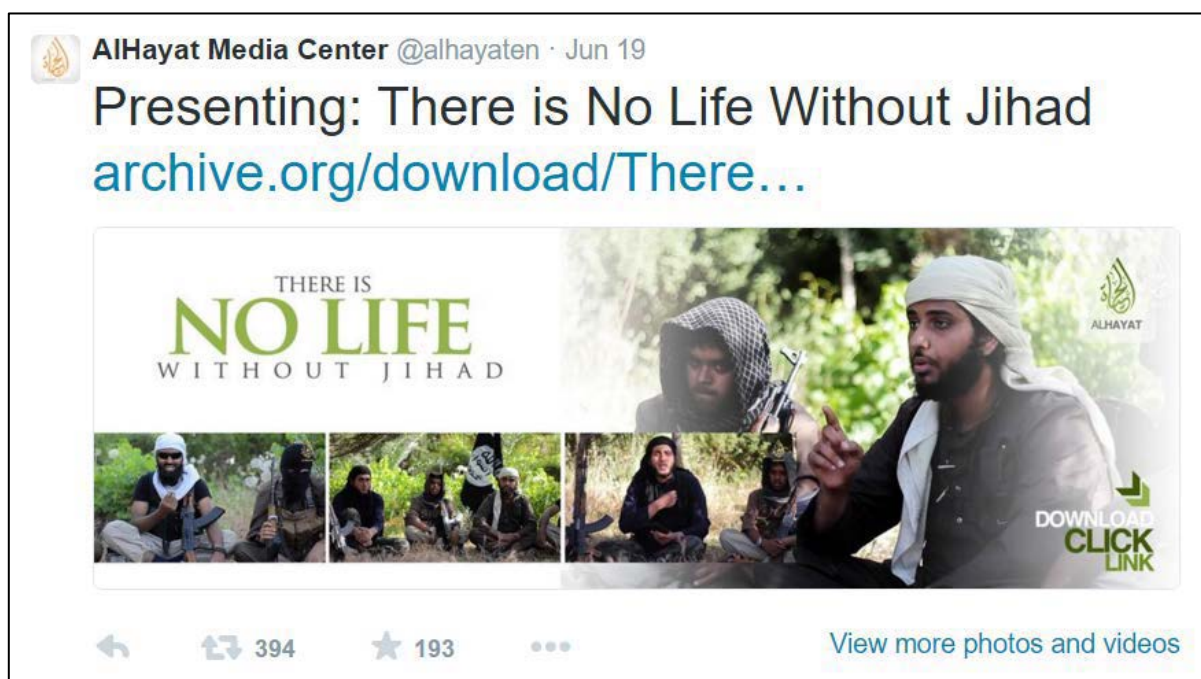 AlHayat Media Center @alhayaten · Jun 19
Presenting: There is No Life Without Jihad
archive.org/download/There…
THERE IS
NO LIFE
WITHOUT JIHAD
ALHAYAT
DOWNLOAD
CLICK
LINK
394 193
View more photos and videos